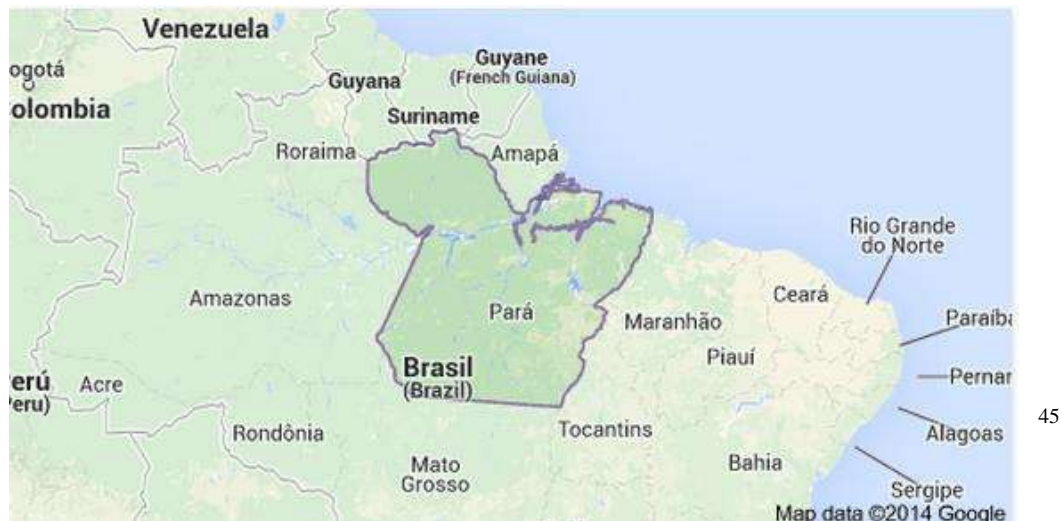 Venezuela
Guyane
(French Guiana)
ogotá
Guyana
olombia
Suriname
Roraima
Amapá
Rio Grande
do Norte
Amazonas
Ceará
Pará
Maranhão
Paraíba
Piauí
Brasil
(Brazil)
erú
Peru)
Acre
Pernar
45
Rondônia
Tocantins
Alagoas
Mato
Grosso
Bahia
Sergipe
Map data ©2014 Google